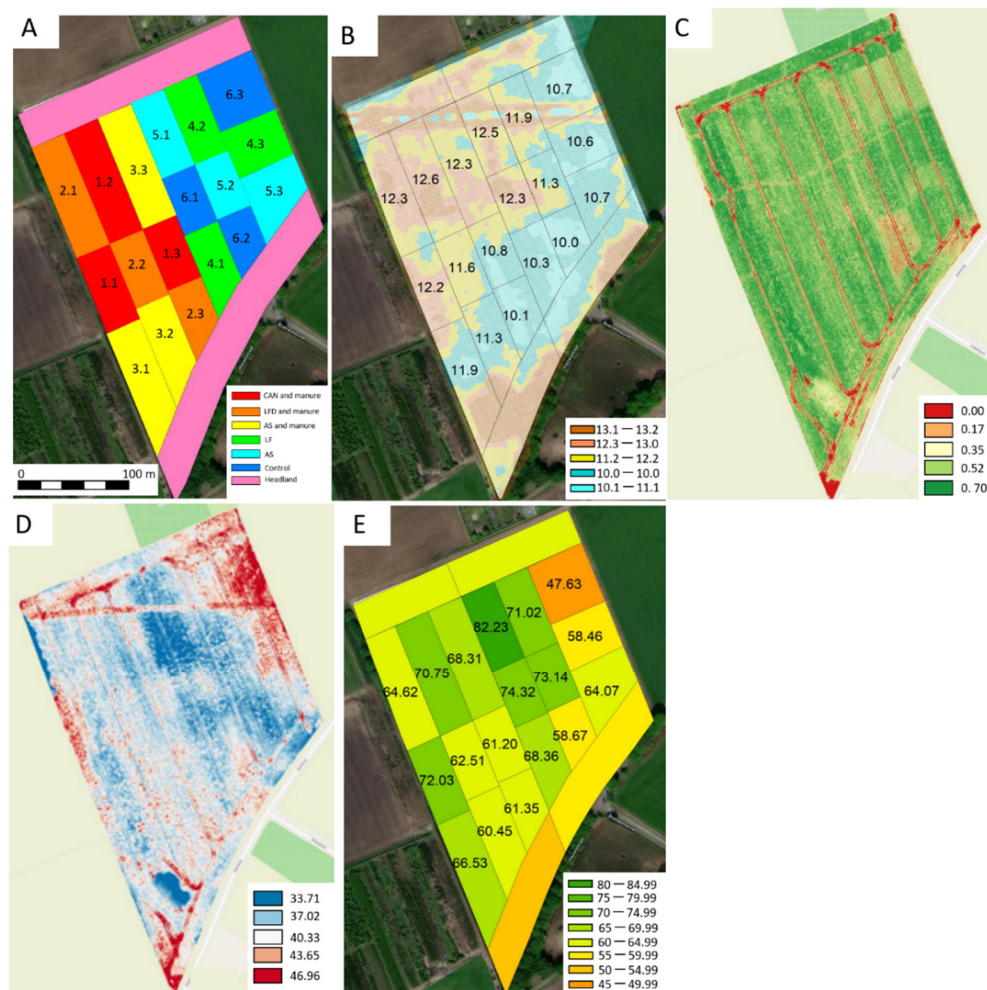 A
6.3
4.2
5.1
4.3
3.3
1.2
2.1
5.2
5.3
6.1
6.2
1.3
2.2
4.1
1.1
2.3
3.2
3.1
CAN and manure
LFD and manure
AS and manure
LF
AS
Control
Headland
0 100 m
B
10.7
11.9
12.5
10.6
12.3
12.6
11.3
12.3
12.3
10.7
10.8
10.0
11.6
10.3
12.2
10.1
11.3
11.9
13.1 — 13.2
12.3 — 13.0
11.2 — 12.2
10.0 — 10.0
10.1 — 11.1
C
0.00
0.17
0.35
0.52
0. 70
D
33.71
37.02
40.33
43.65
46.96
E
47.63
71.02
82.23
58.46
68.31
70.75
73.14
64.62
74.32
64.07
58.67
61.20
68.36
62.51
72.03
61.35
60.45
66.53
80 — 84.99
75 — 79.99
70 — 74.99
65 — 69.99
60 — 64.99
55 — 59.99
50 — 54.99
45 — 49.99